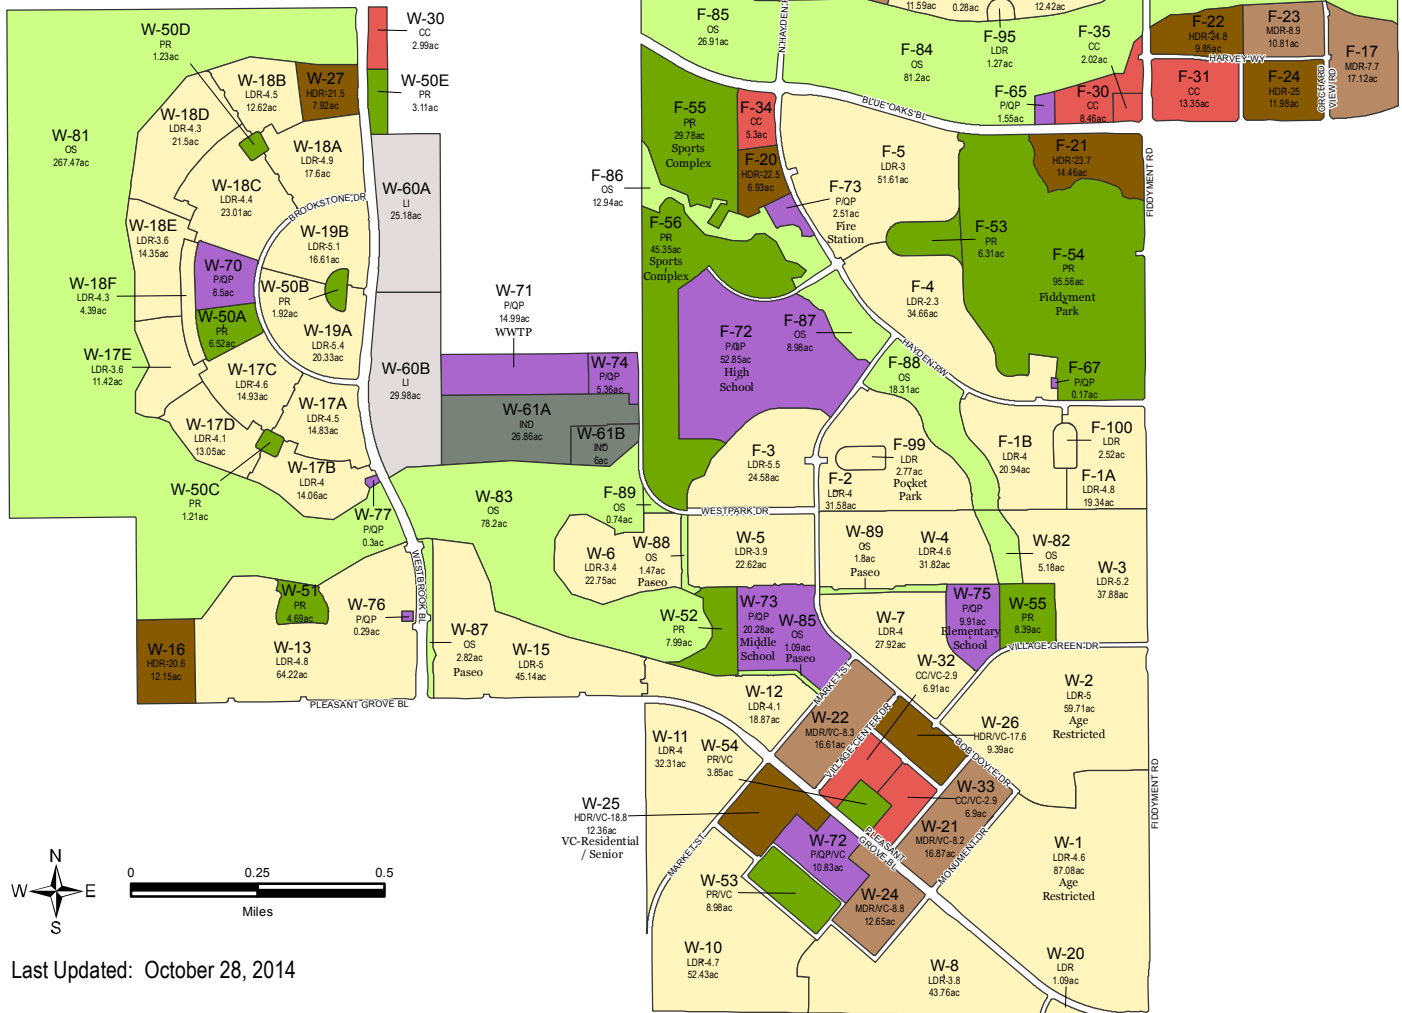 11.59ac
0.28ac
12.42ac
F-85
OS
26.91ac
N HAYDEN
F-95
LDR
1.27ac
F-84
OS
81.2ac
F-35
CC
2.02ac
F-22
HDR-24.8
9.85ac
F-23
MDR-8.9
10.81ac
F-17
MDR-7.7
17.12ac
HARVEY WY
ORCHARD
VIEW RD
F-31
CC
13.35ac
F-24
HDR-25
11.98ac
F-65
P/QP
1.55ac
F-30
CC
8.46ac
BLUE OAKS BL
W-50D
PR
1.23ac
W-30
CC
2.99ac
W-50E
PR
3.11ac
W-18B
LDR-4.5
12.62ac
W-27
HDR-21.5
7.92ac
W-18D
LDR-4.3
21.5ac
W-81
OS
267.47ac
W-18A
LDR-4.9
17.6ac
W-18C
LDR-4.4
23.01ac
BROOKSTONE DR
W-60A
LI
25.18ac
W-18E
LDR-3.6
14.35ac
W-19B
LDR-5.1
16.61ac
W-70
P/QP
8.5ac
W-50B
PR
1.92ac
W-18F
LDR-4.3
4.39ac
W-50A
PR
6.52ac
W-19A
LDR-5.4
20.33ac
W-17E
LDR-3.6
11.42ac
W-17C
LDR-4.6
14.93ac
W-60B
LI
29.98ac
W-17A
LDR-4.5
14.83ac
W-17D
LDR-4.1
13.05ac
W-17B
LDR-4
14.06ac
W-50C
PR
1.21ac
W-77
P/QP
0.3ac
W-71
P/QP
14.99ac
WWTP
W-74
P/QP
5.36ac
W-61A
IND
26.86ac
W-61B
IND
6ac
F-55
PR
29.78ac
Sports
Complex
F-34
CC
5.3ac
F-20
HDR-22.5
6.93ac
F-5
LDR-3
51.61ac
F-21
HDR-23.7
14.46ac
FIDDYMENT RD
F-86
OS
12.94ac
F-73
P/QP
2.51ac
Fire
Station
F-56
PR
45.35ac
Sports
Complex
F-53
PR
6.31ac
F-54
PR
95.56ac
Fiddyment
Park
F-4
LDR-2.3
34.66ac
F-72
P/QP
52.85ac
High
School
F-87
OS
8.98ac
HAYDEN PKWY
F-88
OS
18.31ac
F-67
P/QP
0.17ac
F-3
LDR-5.5
24.58ac
F-99
LDR
2.77ac
Pocket
Park
F-2
LDR-4
31.58ac
F-1B
LDR-4
20.94ac
F-100
LDR
2.52ac
F-1A
LDR-4.8
19.34ac
W-83
OS
78.2ac
F-89
OS
0.74ac
WESTPARK DR
W-6
LDR-3.4
22.75ac
W-88
OS
1.47ac
Paseo
W-5
LDR-3.9
22.62ac
W-89
OS
1.8ac
Paseo
W-4
LDR-4.6
31.82ac
W-82
OS
5.18ac
W-3
LDR-5.2
37.88ac
WESTBROOK BL
W-51
PR
4.69ac
W-76
P/QP
0.29ac
W-16
HDR-20.6
12.15ac
W-13
LDR-4.8
64.22ac
W-87
OS
2.82ac
Paseo
W-15
LDR-5
45.14ac
PLEASANT GROVE BL
W-52
PR
7.99ac
W-73
P/QP
20.28ac
Middle
School
W-85
OS
1.09ac
Paseo
W-7
LDR-4
27.92ac
W-75
P/QP
9.91ac
Elementary
School
W-55
PR
8.39ac
VILLAGE GREEN DR
W-32
CC/VC-2.9
6.91ac
MARKET ST
W-12
LDR-4.1
18.87ac
W-22
MDR/VC-8.3
16.61ac
VILLAGE CENTER DR
W-26
HDR/VC-17.6
9.39ac
W-2
LDR-5
59.71ac
Age
Restricted
BOB DOYLE DR
W-11
LDR-4
32.31ac
W-54
PR/VC
3.85ac
W-33
CC/VC-2.9
6.9ac
W-25
HDR/VC-18.8
12.36ac
VC-Residential
/ Senior
W-21
MDR/VC-8.2
16.87ac
PLEASANT
GROVE BL
MONUMENT DR
FIDDYMENT RD
W-72
P/QP/VC
10.83ac
MARKET ST
W-1
LDR-4.6
87.08ac
Age
Restricted
W-53
PR/VC
8.98ac
W-24
MDR/VC-8.8
12.65ac
W-10
LDR-4.7
52.43ac
W-8
LDR-3.8
43.76ac
W-20
LDR
1.09ac
N
W
E
S
0
0.25
0.5
Miles
Last Updated: October 28, 2014